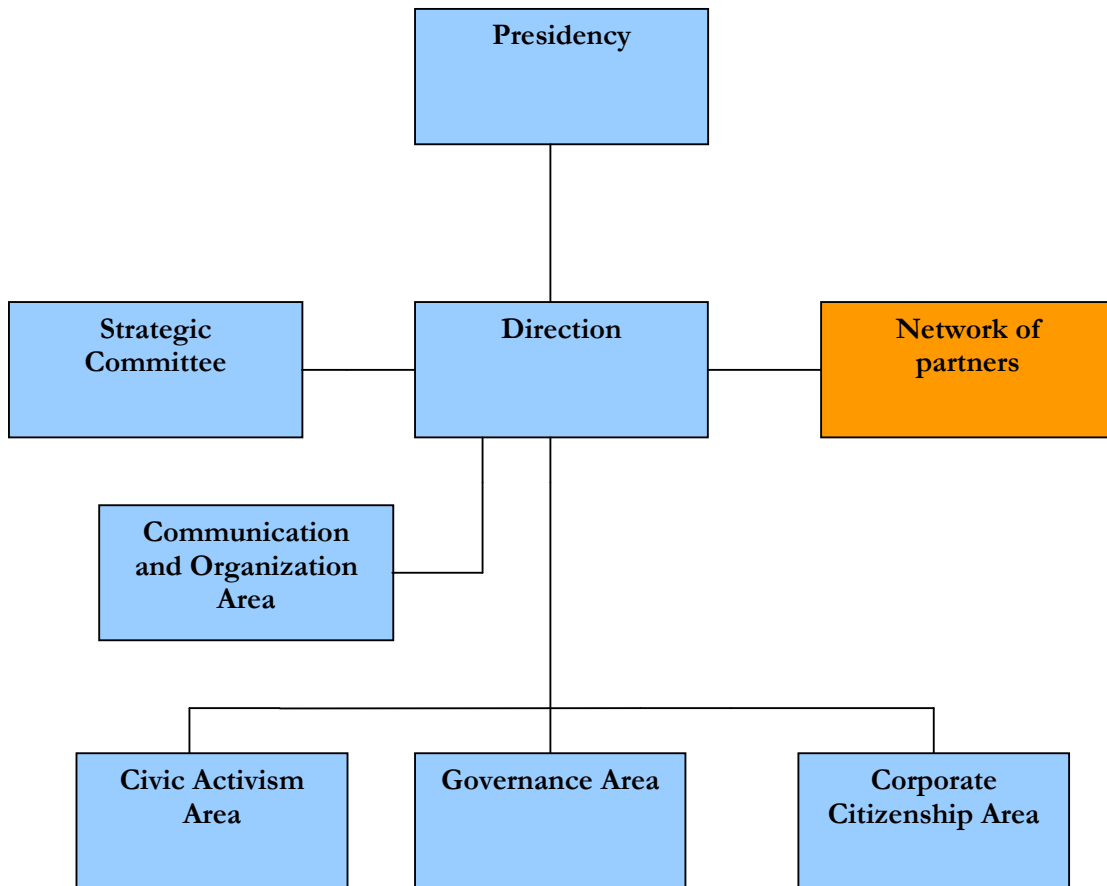 Presidency
Strategic
Committee
Direction
Network of
partners
Communication
and Organization
Area
Civic Activism
Area
Governance Area
Corporate
Citizenship Area